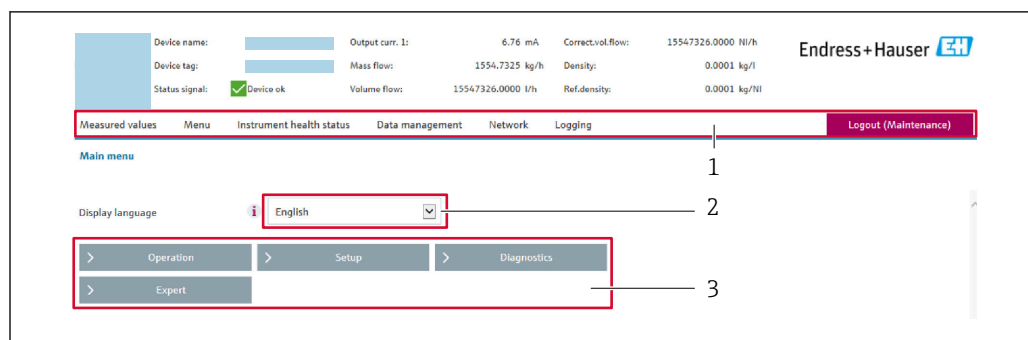 Device name: Output curr. 1: 6.76 mA Correct.vol.flow: 15547326.0000 Nl/h
Endress+Hauser EH
Device tag: Mass flow: 1554.7325 kg/h Density: 0.0001 kg/l
Status signal: Device ok Volume flow: 15547326.0000 l/h Ref.density: 0.0001 kg/Nl
Measured values Menu Instrument health status Data management Network Logging Logout (Maintenance)
1
Main menu
Display language i English 2
> Operation > Setup > Diagnostics
> Expert 3